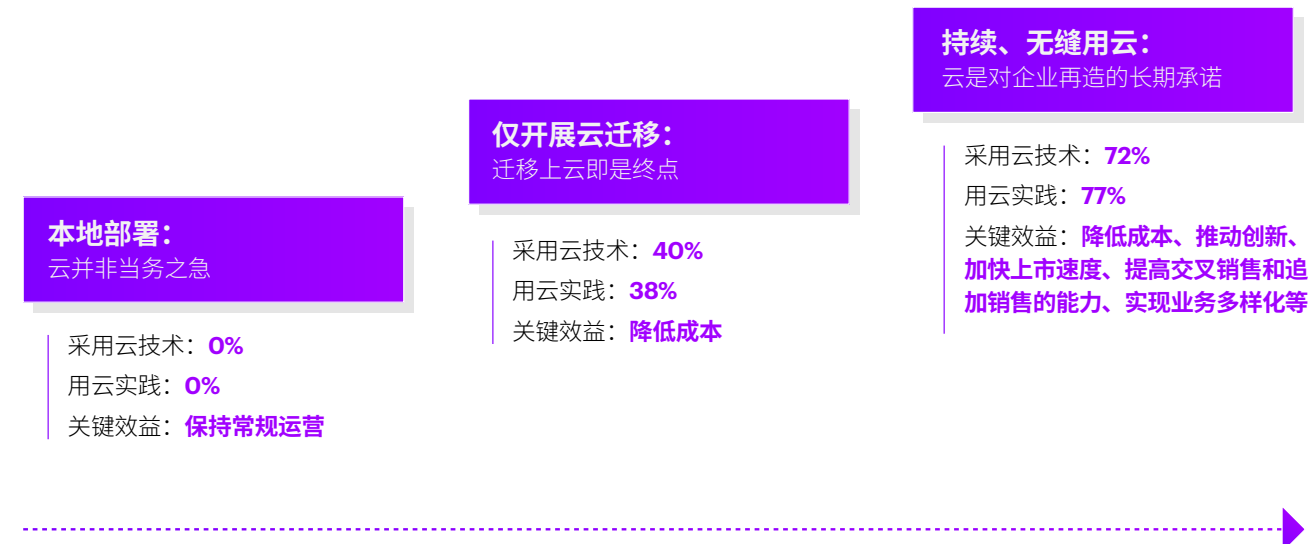 本地部署：
云并非当务之急
采用云技术：0%
用云实践：0%
关键效益：保持常规运营
仅开展云迁移：
迁移上云即是终点
采用云技术：40%
用云实践：38%
关键效益：降低成本
持续、无缝用云：
云是对企业再造的长期承诺
采用云技术：72%
用云实践：77%
关键效益：降低成本、推动创新、
加快上市速度、提高交叉销售和追
加销售的能力、实现业务多样化等